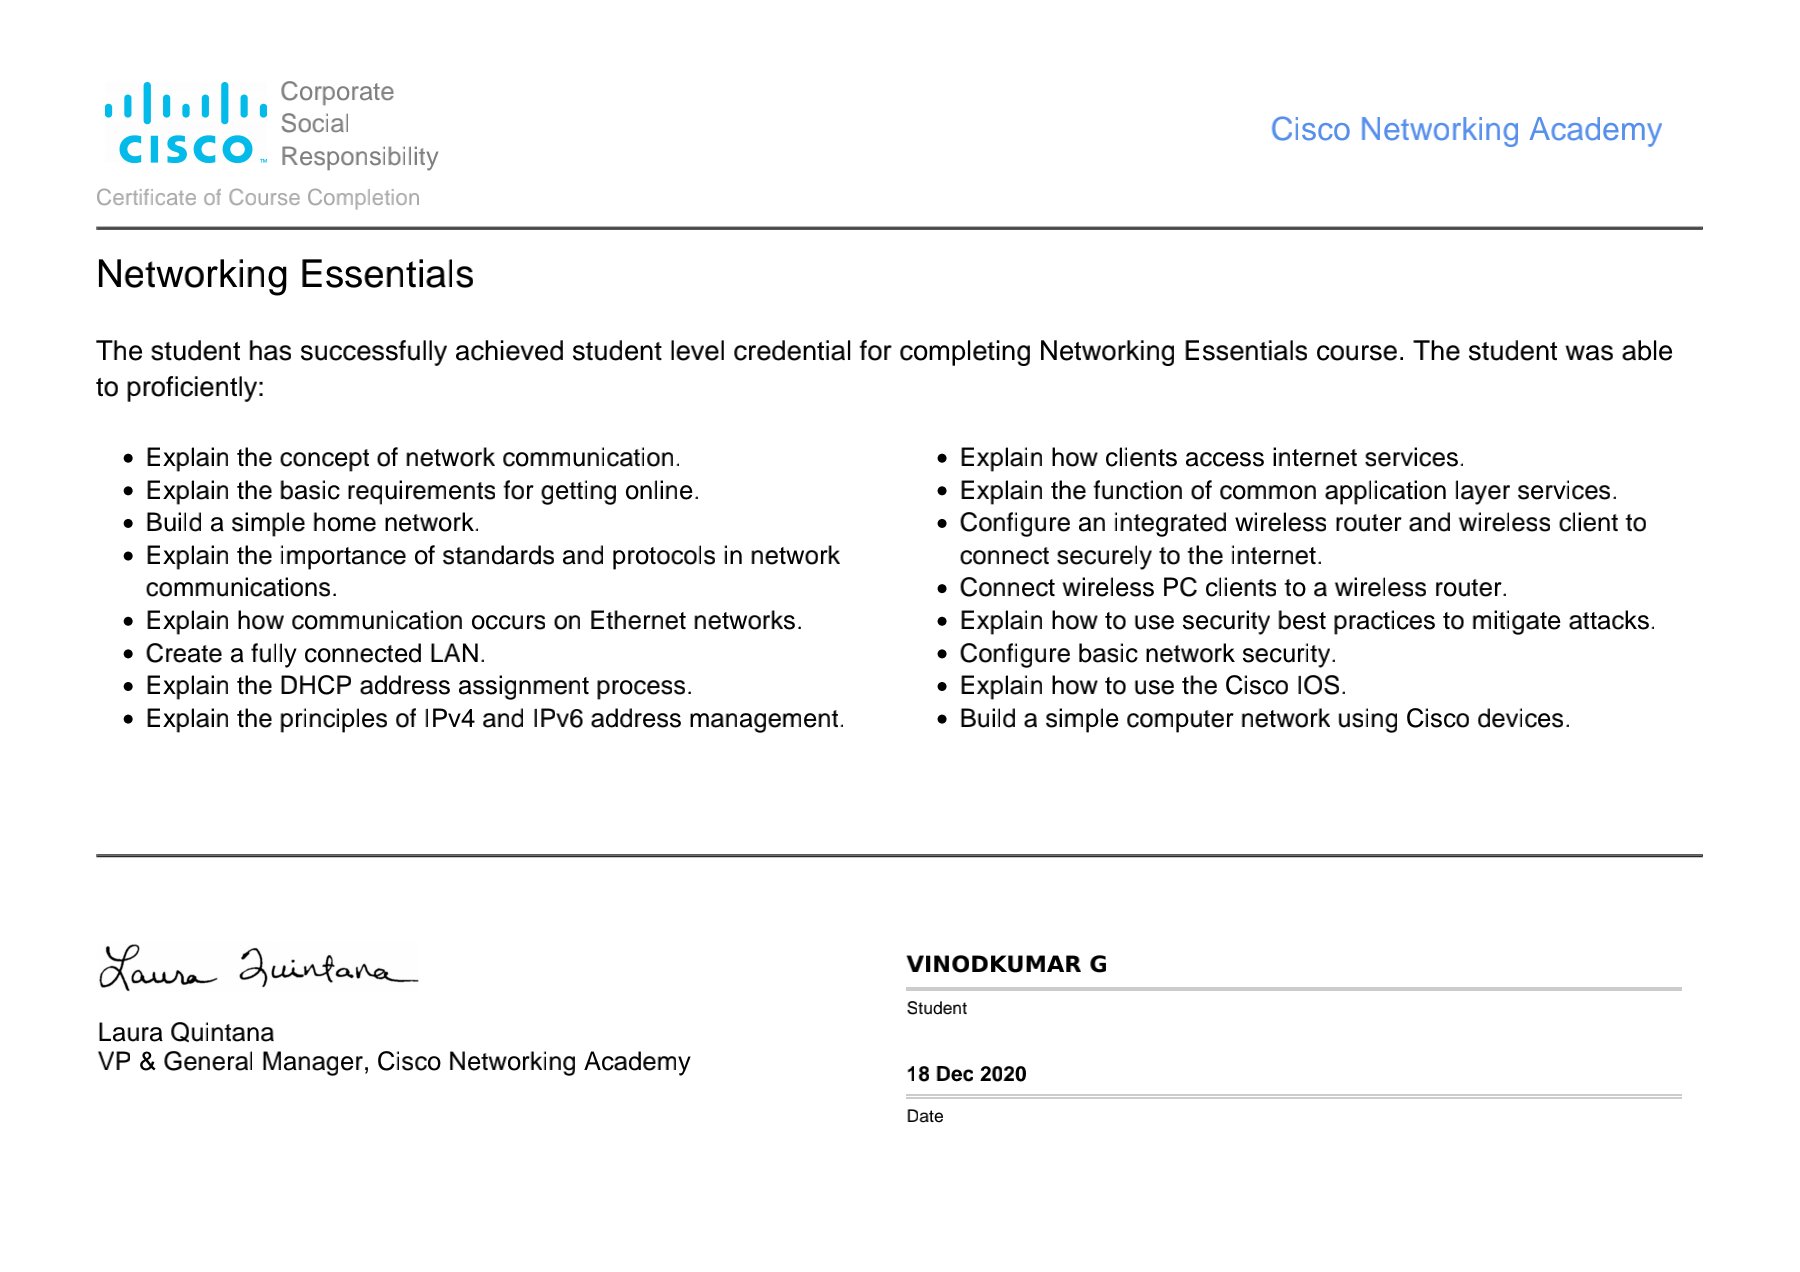 CISCO™
Corporate
Social
Responsibility
Cisco Networking Academy
Certificate of Course Completion
Networking Essentials
The student has successfully achieved student level credential for completing Networking Essentials course. The student was able
to proficiently:
• Explain the concept of network communication.
• Explain the basic requirements for getting online.
• Build a simple home network.
• Explain the importance of standards and protocols in network
communications.
• Explain how communication occurs on Ethernet networks.
• Create a fully connected LAN.
• Explain the DHCP address assignment process.
• Explain the principles of IPv4 and IPv6 address management.
• Explain how clients access internet services.
• Explain the function of common application layer services.
• Configure an integrated wireless router and wireless client to
connect securely to the internet.
• Connect wireless PC clients to a wireless router.
• Explain how to use security best practices to mitigate attacks.
• Configure basic network security.
• Explain how to use the Cisco IOS.
• Build a simple computer network using Cisco devices.
Laura Quintana
Laura Quintana
VP & General Manager, Cisco Networking Academy
VINODKUMAR G
Student
18 Dec 2020
Date